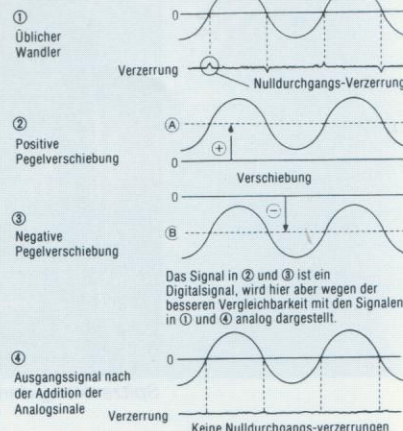 ①
Üblicher
Wandler
0
Verzerrung
Nulldurchgangs-Verzerrung
②
Positive
Pegelverschiebung
Ⓐ
⊕
0
Verschiebung
③
Negative
Pegelverschiebung
0
⊖
Ⓑ
Das Signal in ② und ③ ist ein
Digitalsignal, wird hier aber wegen der
besseren Vergleichbarkeit mit den Signalen
in ① und ④ analog dargestellt.
④
Ausgangssignal nach
der Addition der
Analogsinale
0
Verzerrung
Keine Nulldurchgangs-verzerrungen